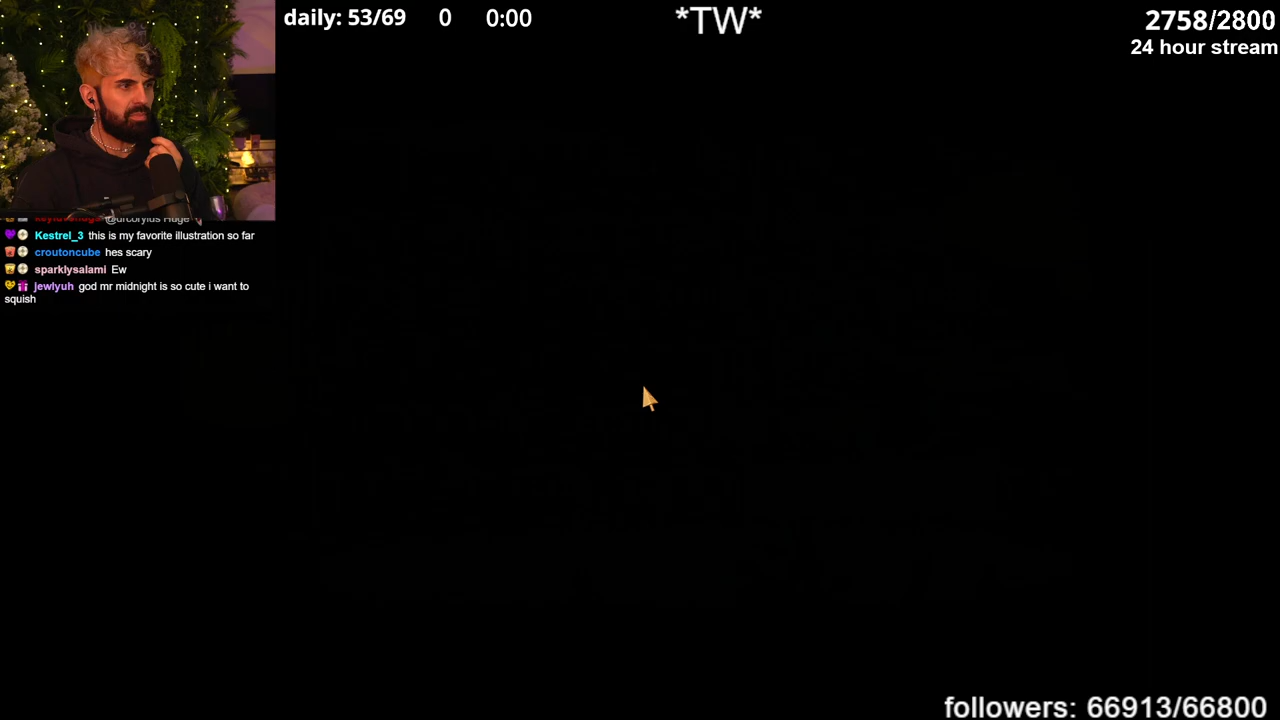 daily: 53/69 0 0:00 *TW* 2758/2800
24 hour stream
@drcorylus Huge
Kestrel_3 this is my favorite illustration so far
croutoncube hes scary
sparklysalami Ew
jewlyuh god mr midnight is so cute i want to
squish
followers: 66913/66800